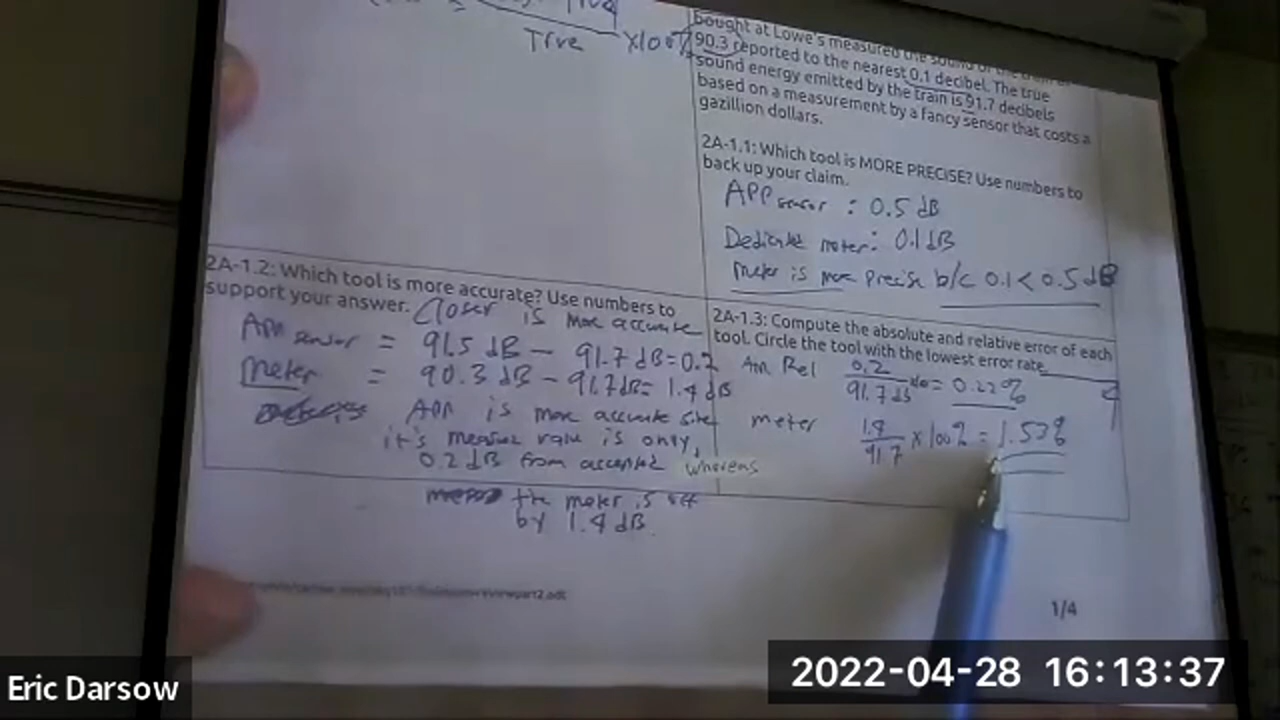 True
True X100%
bought at Lowe's measured the sound of the train
90.3 reported to the nearest 0.1 decibel. The true
sound energy emitted by the train is 91.7 decibels
based on a measurement by a fancy sensor that costs a
gazillion dollars.
2A-1.1: Which tool is MORE PRECISE? Use numbers to
back up your claim.
APP sensor : 0.5 dB
Dedicate meter: 0.1 dB
Meter is more precise b/c 0.1 < 0.5 dB
2A-1.2: Which tool is more accurate? Use numbers to
support your answer. Closer is more accurate
App sensor = 91.5 dB - 91.7 dB = 0.2
Meter = 90.3 dB - 91.7 dB = 1.4 dB
App is more accurate
it's measure value is only
0.2 dB from accepted whereas
the meter is off
by 1.4 dB.
2A-1.3: Compute the absolute and relative error of each
tool. Circle the tool with the lowest error rate.
App Rel 0.2
91.7 dB = 0.22%
meter 1.4
91.7 X 100% = 1.53%
1/4
Eric Darsow
2022-04-28 16:13:37